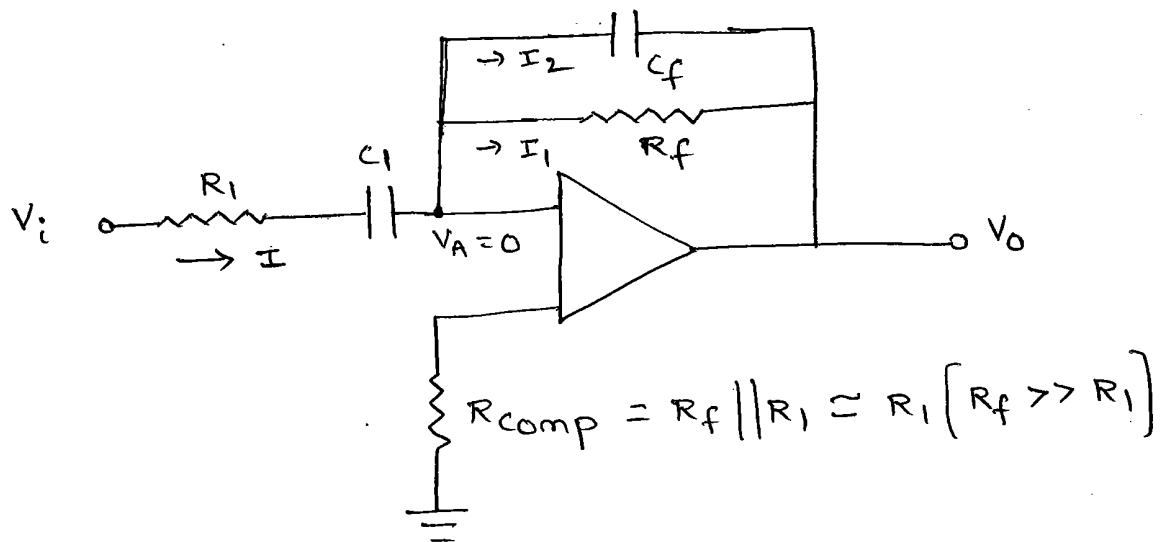 → I2
Cf
→ I1
Rf
R1
C1
Vi
→ I
VA = 0
Vo
Rcomp = Rf || R1 ≃ R1 [Rf >> R1]